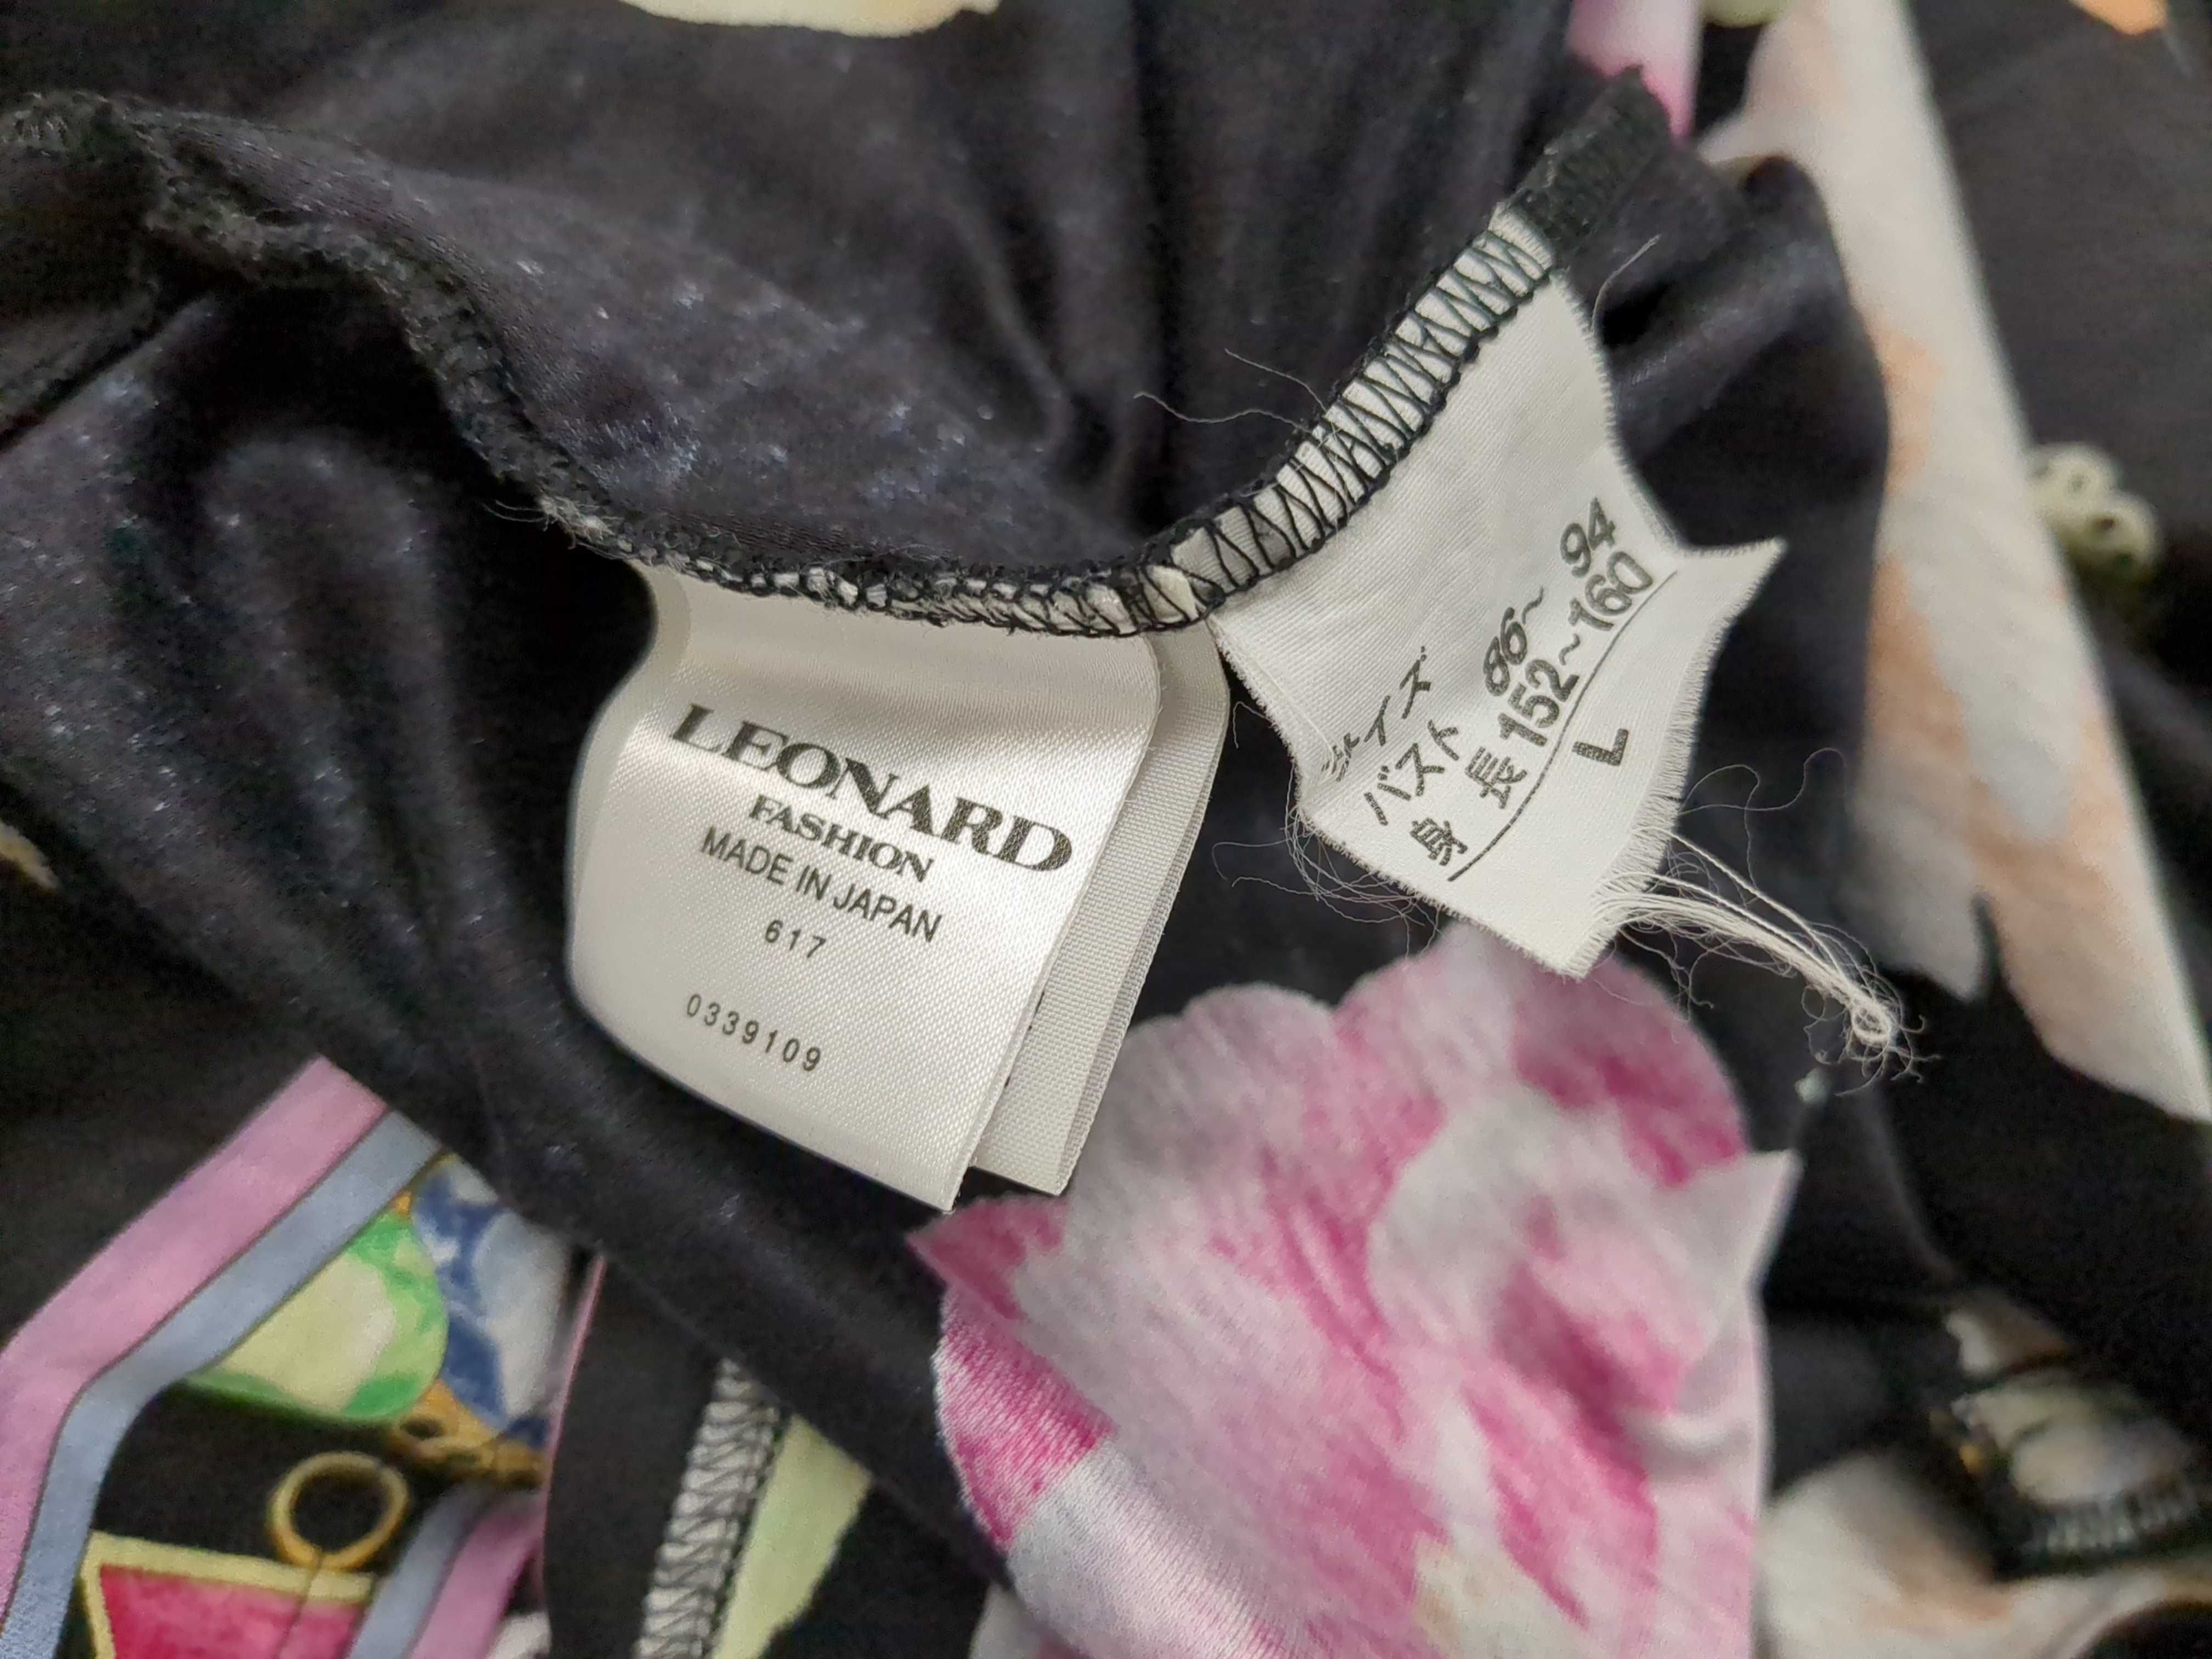 LEONARD
FASHION
MADE IN JAPAN
617
0339109
サイズ
バスト 86~ 94
身 長 152~160
L